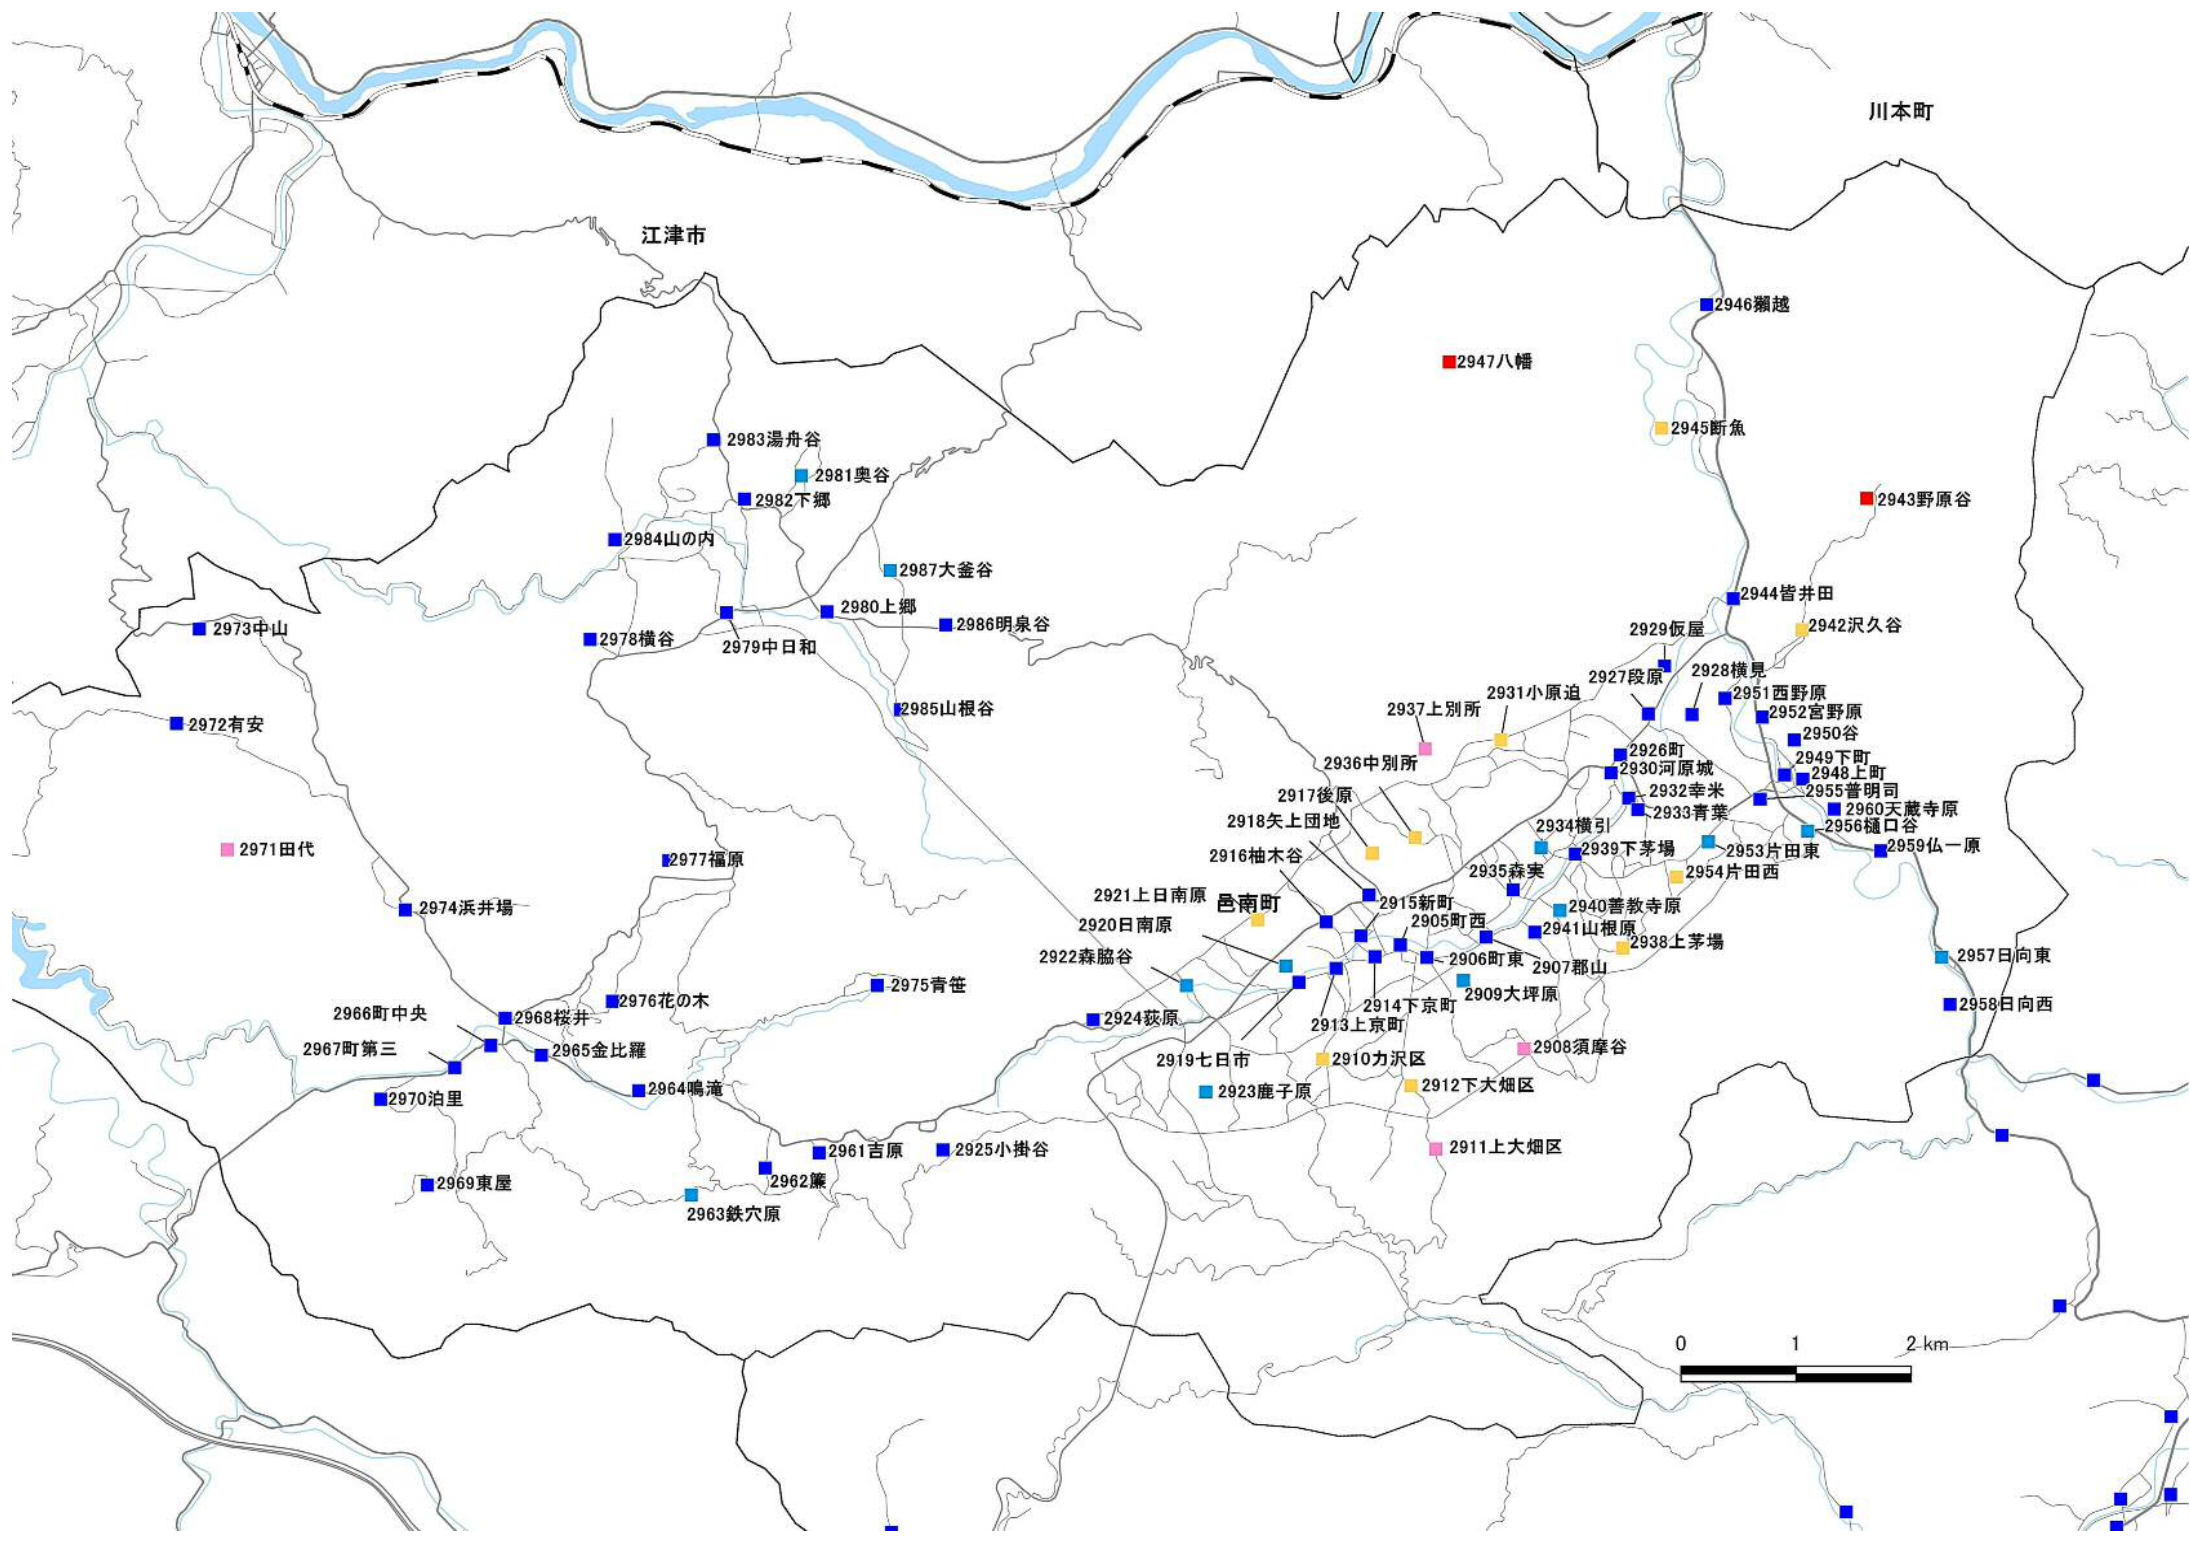 川本町
江津市
2946獺越
2947八幡
2945断魚
2983湯舟谷
2981奥谷
2982下郷
2943野原谷
2984山の内
2987大釜谷
2944皆井田
2980上郷
2986明泉谷
2942沢久谷
2973中山
2978横谷
2979中日和
2929仮屋
2928横見
2927段原
2931小原迫
2951西野原
2937上別所
2985山根谷
2952宮野原
2972有安
2950谷
2926町
2936中別所
2949下町
2930河原城
2948上町
2932幸米
2955普明司
2917後原
2933青葉
2960天蔵寺原
2918矢上団地
2934横引
2956樋口谷
2971田代
2939下茅場
2953片田東
2959仏一原
2916柚木谷
2977福原
2935森実
2954片田西
2921上日南原
邑南町
2915新町
2940善教寺原
2974浜井場
2905町西
2920日南原
2941山根原
2938上茅場
2922森脇谷
2906町東
2907郡山
2957日向東
2975青笹
2909大坪原
2976花の木
2914下京町
2958日向西
2966町中央
2968桜井
2924荻原
2913上京町
2967町第三
2965金比羅
2919七日市
2910力沢区
2908須摩谷
2964鳴滝
2923鹿子原
2912下大畑区
2970泊里
2961吉原
2925小掛谷
2911上大畑区
2969東屋
2962簾
2963鉄穴原
0 1 2 km